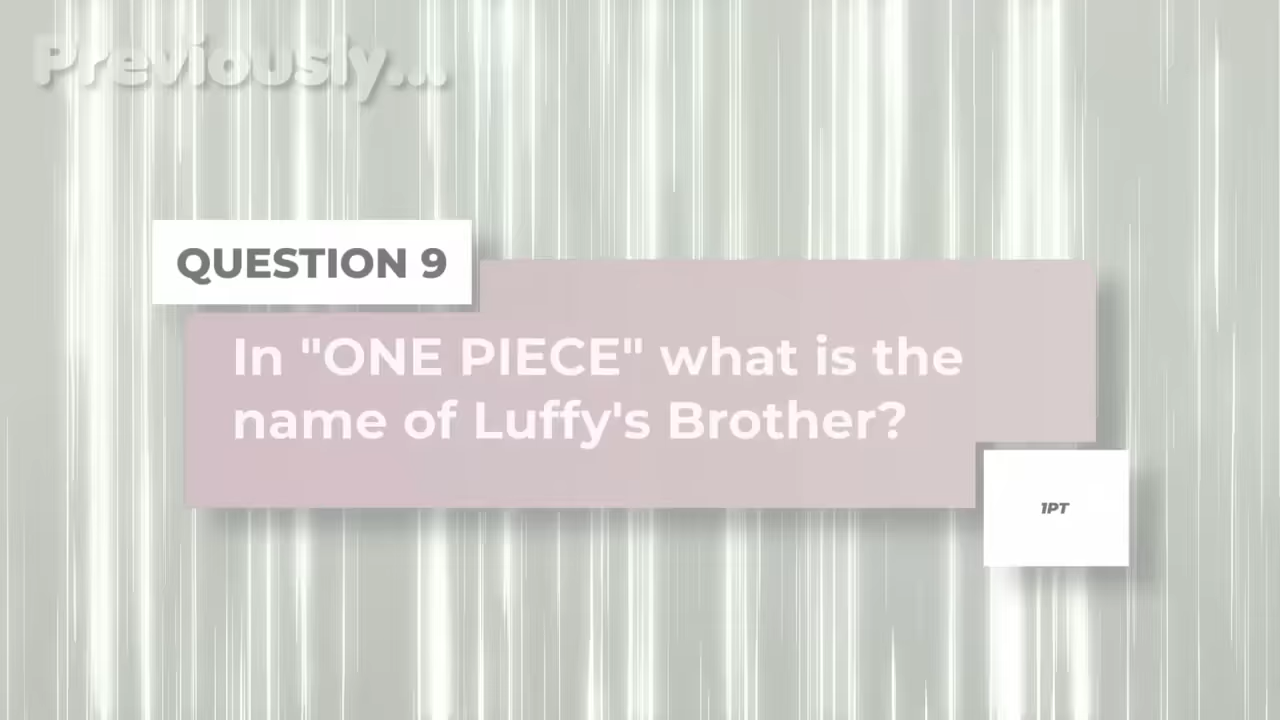 Previously...
QUESTION 9
In "ONE PIECE" what is the
name of Luffy's Brother?
1PT